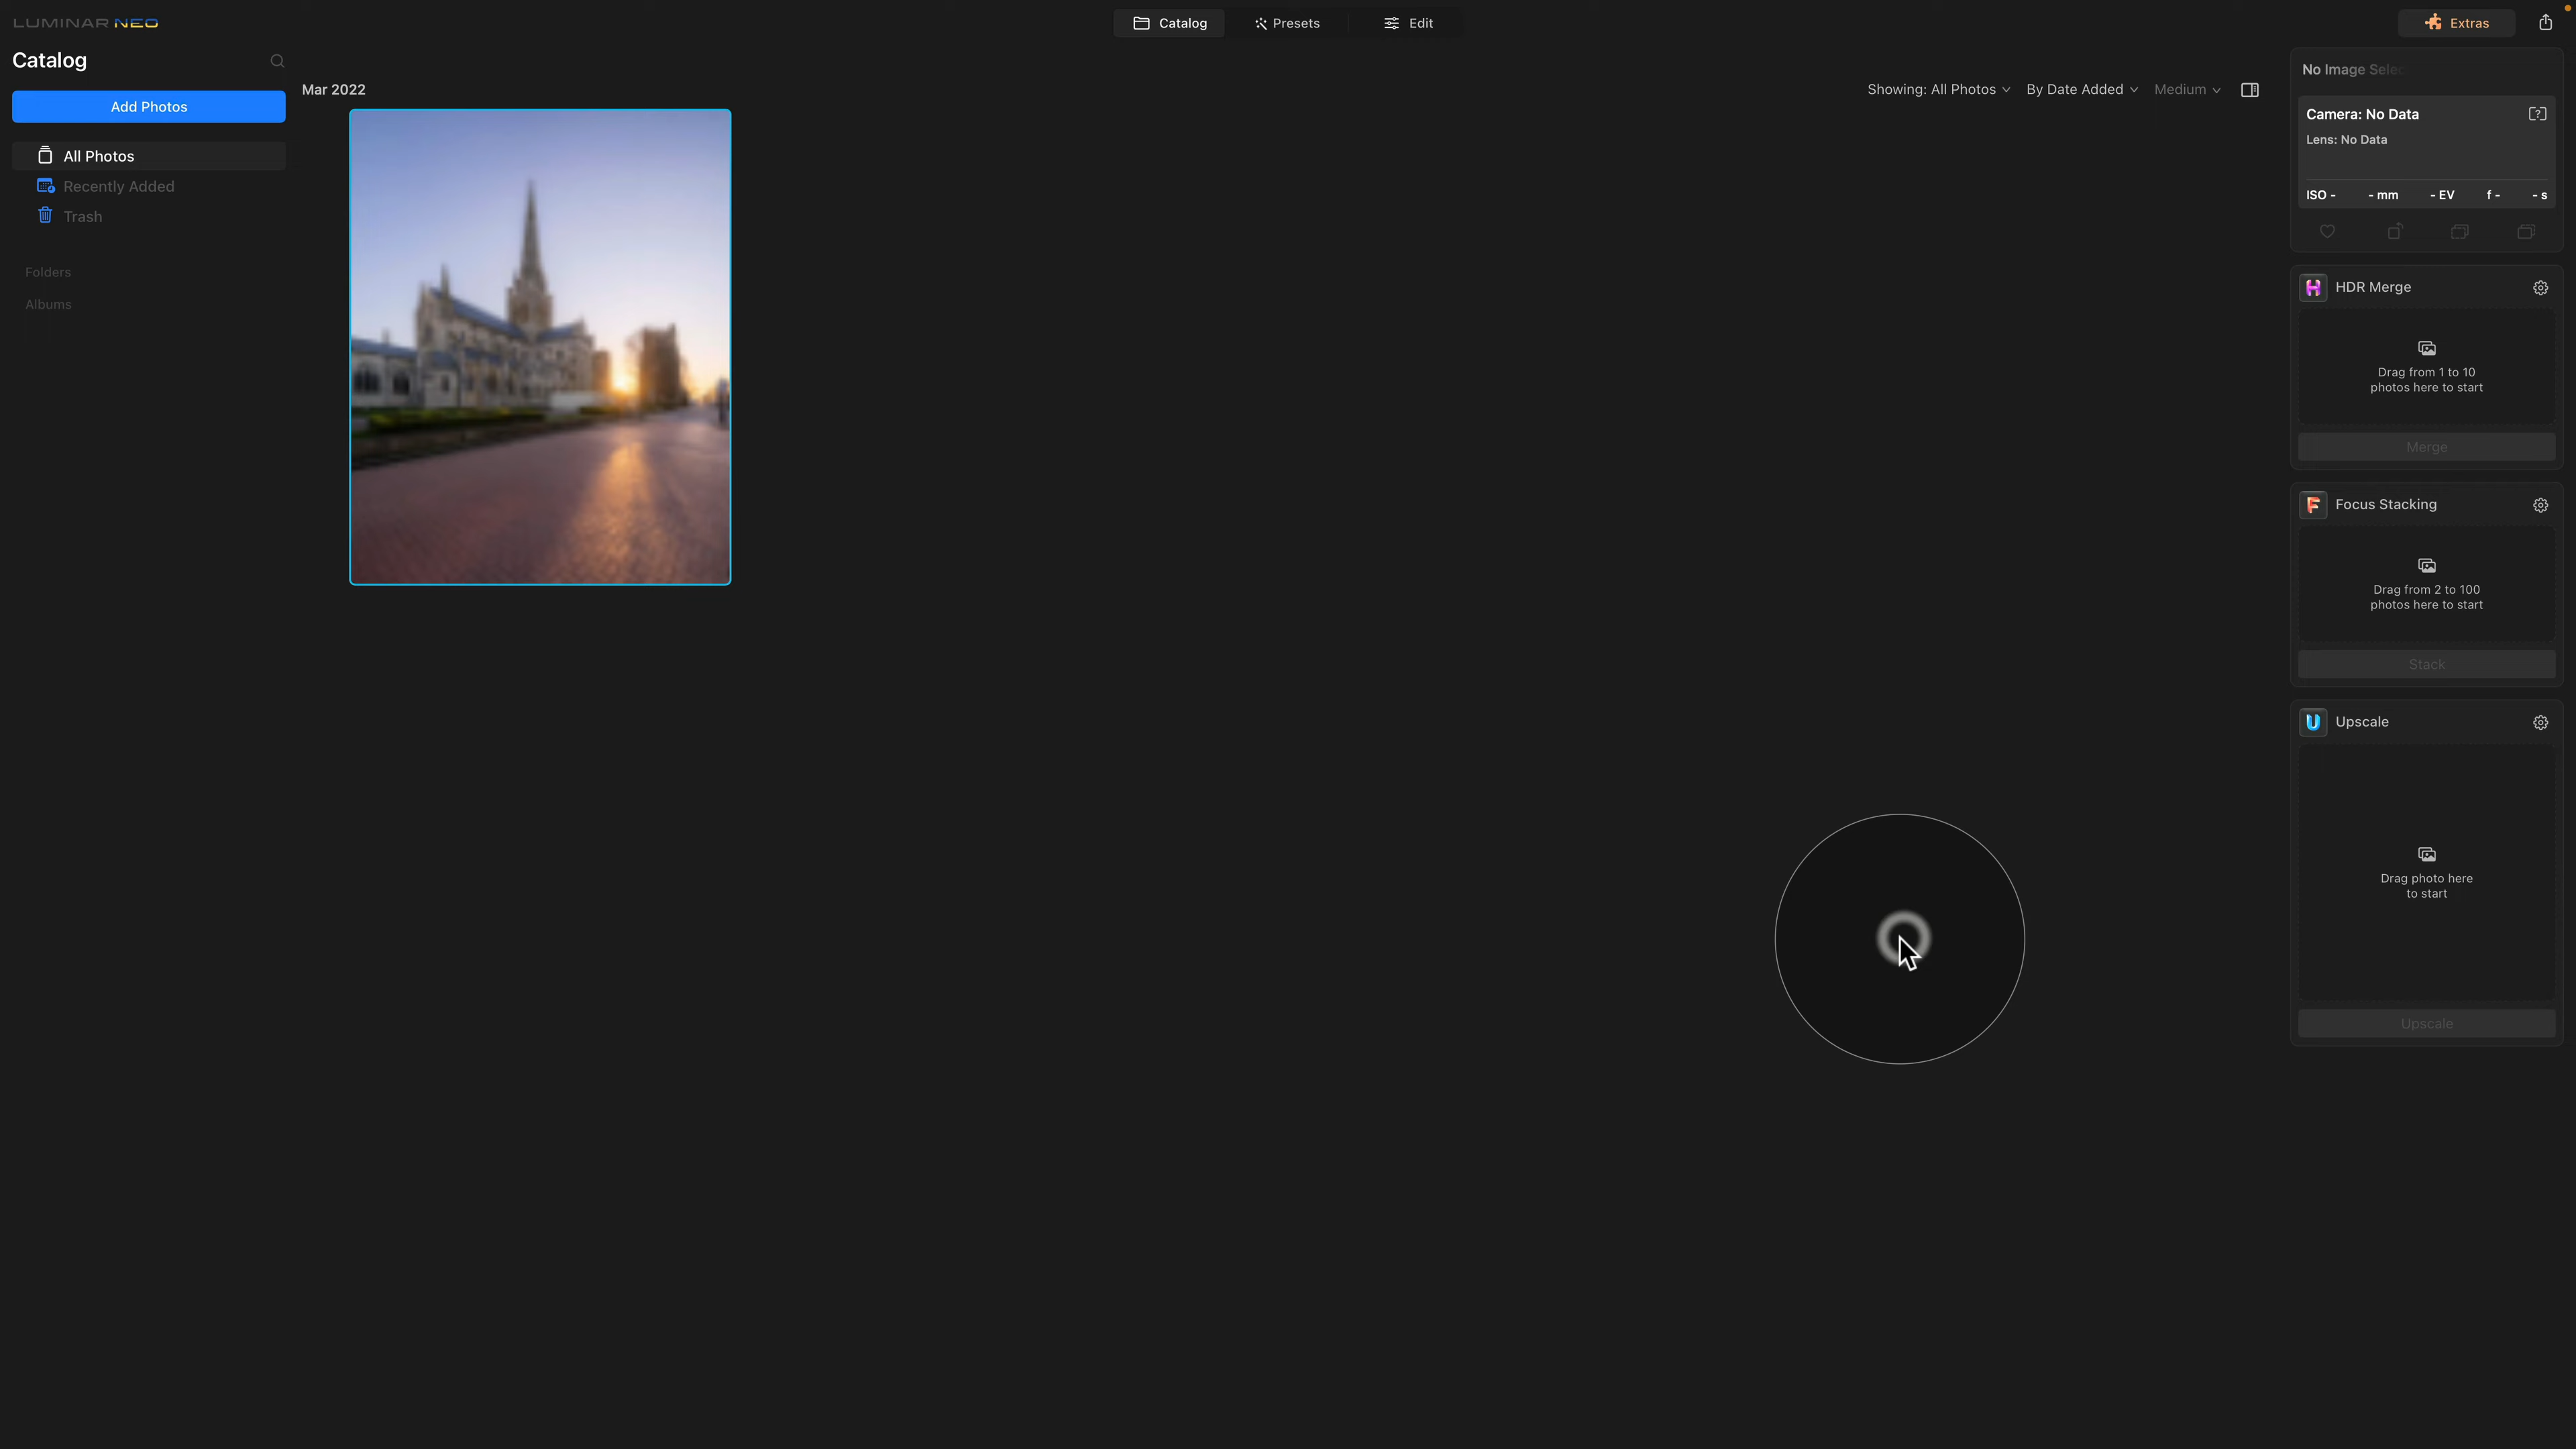 LUMINAR NEO
Catalog
Presets
Edit
Extras
Catalog
Add Photos
All Photos
Recently Added
Trash
Folders
Albums
Mar 2022
Showing: All Photos
By Date Added
Medium
No Image Selec
Camera: No Data
Lens: No Data
ISO -
- mm
- EV
f -
- s
HDR Merge
Drag from 1 to 10
photos here to start
Merge
Focus Stacking
Drag from 2 to 100
photos here to start
Stack
Upscale
Drag photo here
to start
Upscale